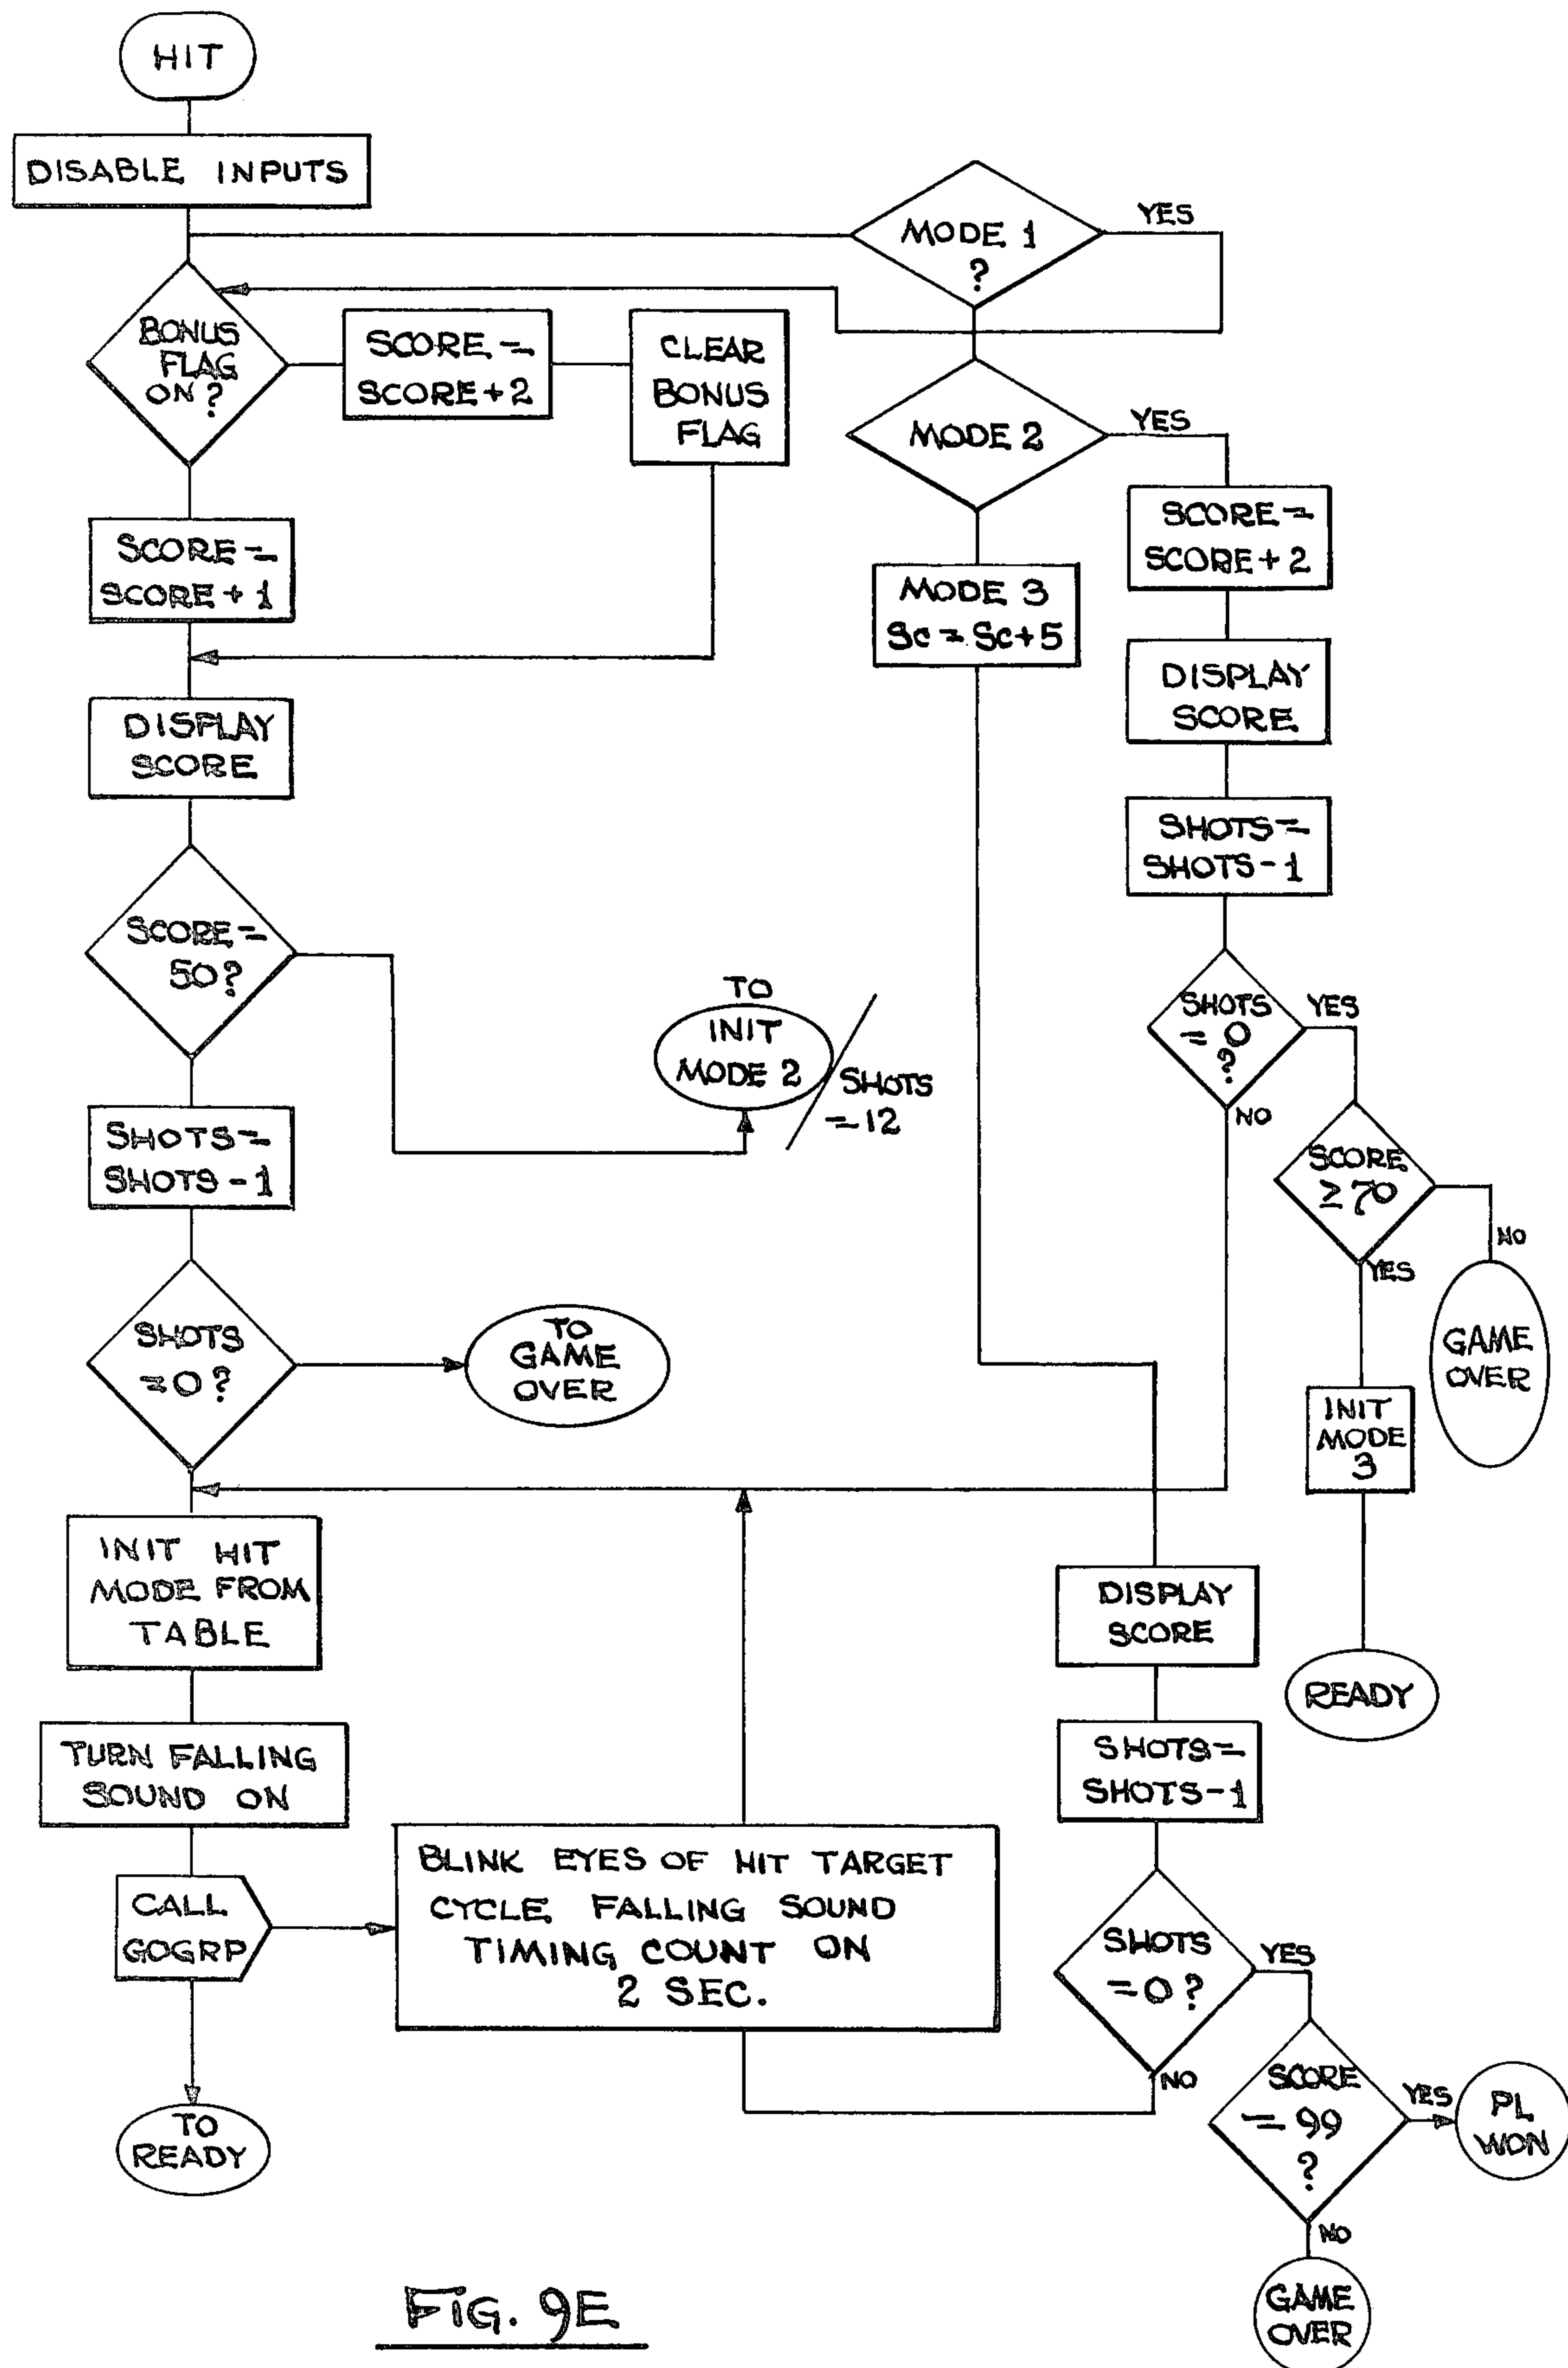 HIT
DISABLE INPUTS
MODE 1
?
YES
BONUS
FLAG
ON?
SCORE =
SCORE+2
CLEAR
BONUS
FLAG
MODE 2
YES
SCORE =
SCORE + 1
SCORE =
SCORE+2
MODE 3
Sc = Sc+5
DISPLAY
SCORE
DISPLAY
SCORE
SHOTS =
SHOTS-1
SCORE =
50?
TO
INIT
MODE 2
SHOTS
=12
SHOTS
= 0
?
YES
NO
SHOTS =
SHOTS-1
SCORE
≥ 70
NO
YES
SHOTS
=0?
TO
GAME
OVER
GAME
OVER
INIT
MODE
3
INIT HIT
MODE FROM
TABLE
DISPLAY
SCORE
READY
TURN FALLING
SOUND ON
SHOTS =
SHOTS-1
CALL
GOGRP
BLINK EYES OF HIT TARGET
CYCLE FALLING SOUND
TIMING COUNT ON
2 SEC.
SHOTS
=0?
YES
NO
TO
READY
SCORE
= 99
?
YES
PL
WON
NO
GAME
OVER
FIG. 9E